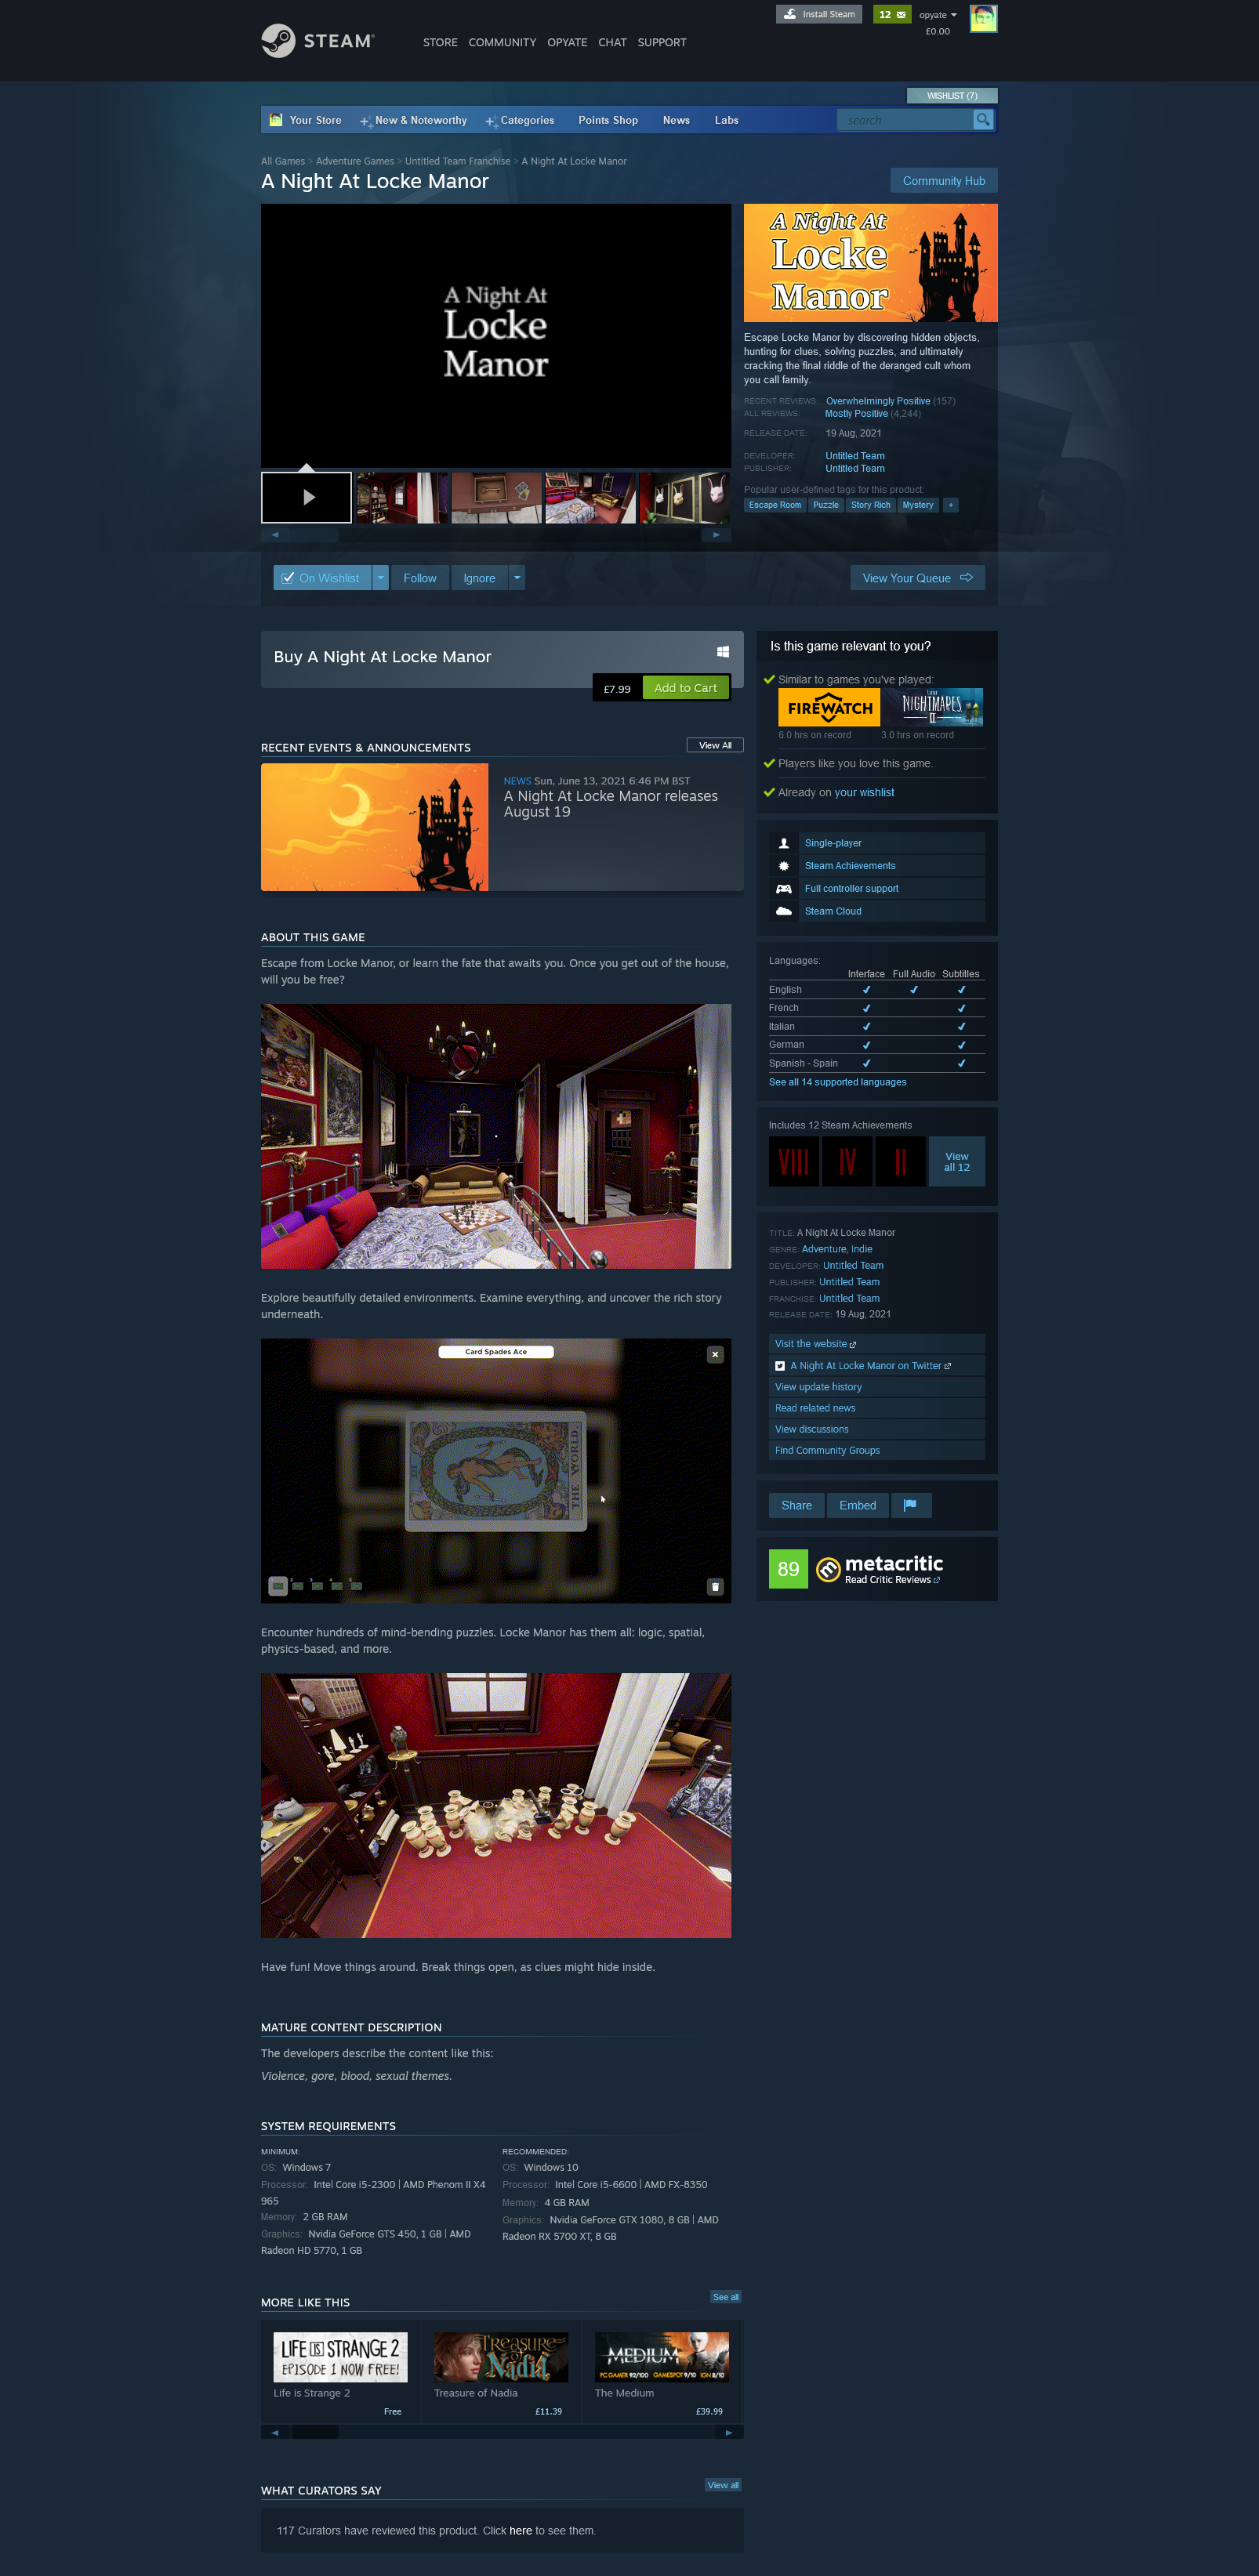 Install Steam
12
opyate
£0.00
STEAM®
STORE COMMUNITY OPYATE CHAT SUPPORT
WISHLIST (7)
Your Store New & Noteworthy Categories Points Shop News Labs search
All Games > Adventure Games > Untitled Team Franchise > A Night At Locke Manor
A Night At Locke Manor
Community Hub
A Night At
Locke
Manor
A Night At
Locke
Manor
Escape Locke Manor by discovering hidden objects,
hunting for clues, solving puzzles, and ultimately
cracking the final riddle of the deranged cult whom
you call family.
RECENT REVIEWS: Overwhelmingly Positive (157)
ALL REVIEWS: Mostly Positive (4,244)
RELEASE DATE: 19 Aug, 2021
DEVELOPER: Untitled Team
PUBLISHER: Untitled Team
Popular user-defined tags for this product:
Escape Room Puzzle Story Rich Mystery +
On Wishlist Follow Ignore View Your Queue
Buy A Night At Locke Manor
£7.99 Add to Cart
RECENT EVENTS & ANNOUNCEMENTS View All
NEWS Sun, June 13, 2021 6:46 PM BST
A Night At Locke Manor releases
August 19
ABOUT THIS GAME
Escape from Locke Manor, or learn the fate that awaits you. Once you get out of the house,
will you be free?
Explore beautifully detailed environments. Examine everything, and uncover the rich story
underneath.
Card Spades Ace
THE WORLD.
XXI
Encounter hundreds of mind-bending puzzles. Locke Manor has them all: logic, spatial,
physics-based, and more.
Have fun! Move things around. Break things open, as clues might hide inside.
MATURE CONTENT DESCRIPTION
The developers describe the content like this:
Violence, gore, blood, sexual themes.
SYSTEM REQUIREMENTS
MINIMUM:
OS: Windows 7
Processor: Intel Core i5-2300 | AMD Phenom II X4
965
Memory: 2 GB RAM
Graphics: Nvidia GeForce GTS 450, 1 GB | AMD
Radeon HD 5770, 1 GB
RECOMMENDED:
OS: Windows 10
Processor: Intel Core i5-6600 | AMD FX-8350
Memory: 4 GB RAM
Graphics: Nvidia GeForce GTX 1080, 8 GB | AMD
Radeon RX 5700 XT, 8 GB
MORE LIKE THIS See all
LIFE IS STRANGE 2
EPISODE 1 NOW FREE!
Life is Strange 2
Free
Treasure of Nadia
Treasure of Nadia
£11.39
MEDIUM
PC GAMER 92/100 GAMESPOT 9/10 IGN 8/10
The Medium
£39.99
WHAT CURATORS SAY View all
117 Curators have reviewed this product. Click here to see them.
Is this game relevant to you?
Similar to games you've played:
FIREWATCH
NIGHTMARES
II
6.0 hrs on record 3.0 hrs on record
Players like you love this game.
Already on your wishlist
Single-player
Steam Achievements
Full controller support
Steam Cloud
Languages:
Interface Full Audio Subtitles
English ✔ ✔ ✔
French ✔ ✔
Italian ✔ ✔
German ✔ ✔
Spanish - Spain ✔ ✔
See all 14 supported languages
Includes 12 Steam Achievements
VIII IV II View
all 12
TITLE: A Night At Locke Manor
GENRE: Adventure, Indie
DEVELOPER: Untitled Team
PUBLISHER: Untitled Team
FRANCHISE: Untitled Team
RELEASE DATE: 19 Aug, 2021
Visit the website
A Night At Locke Manor on Twitter
View update history
Read related news
View discussions
Find Community Groups
Share Embed
89 metacritic
Read Critic Reviews